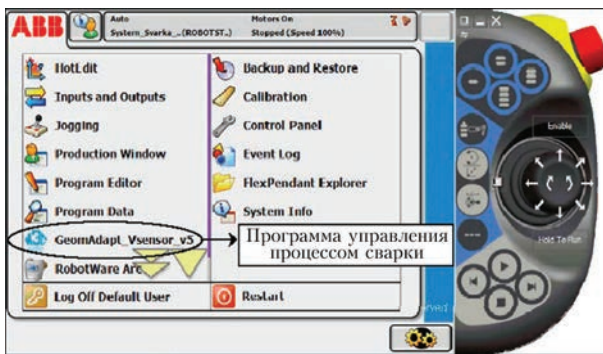 ABB
Auto
System_Svarka_..(ROBOTST..)
Motors On
Stopped (Speed 100%)
HotEdit
Backup and Restore
Inputs and Outputs
Calibration
Jogging
Control Panel
Production Window
Event Log
Program Editor
FlexPendant Explorer
Program Data
System Info
GeomAdapt_Vsensor_v5
Программа управления
процессом сварки
RobotWare Arc
Log Off Default User
Restart
Enable
Hold To Run